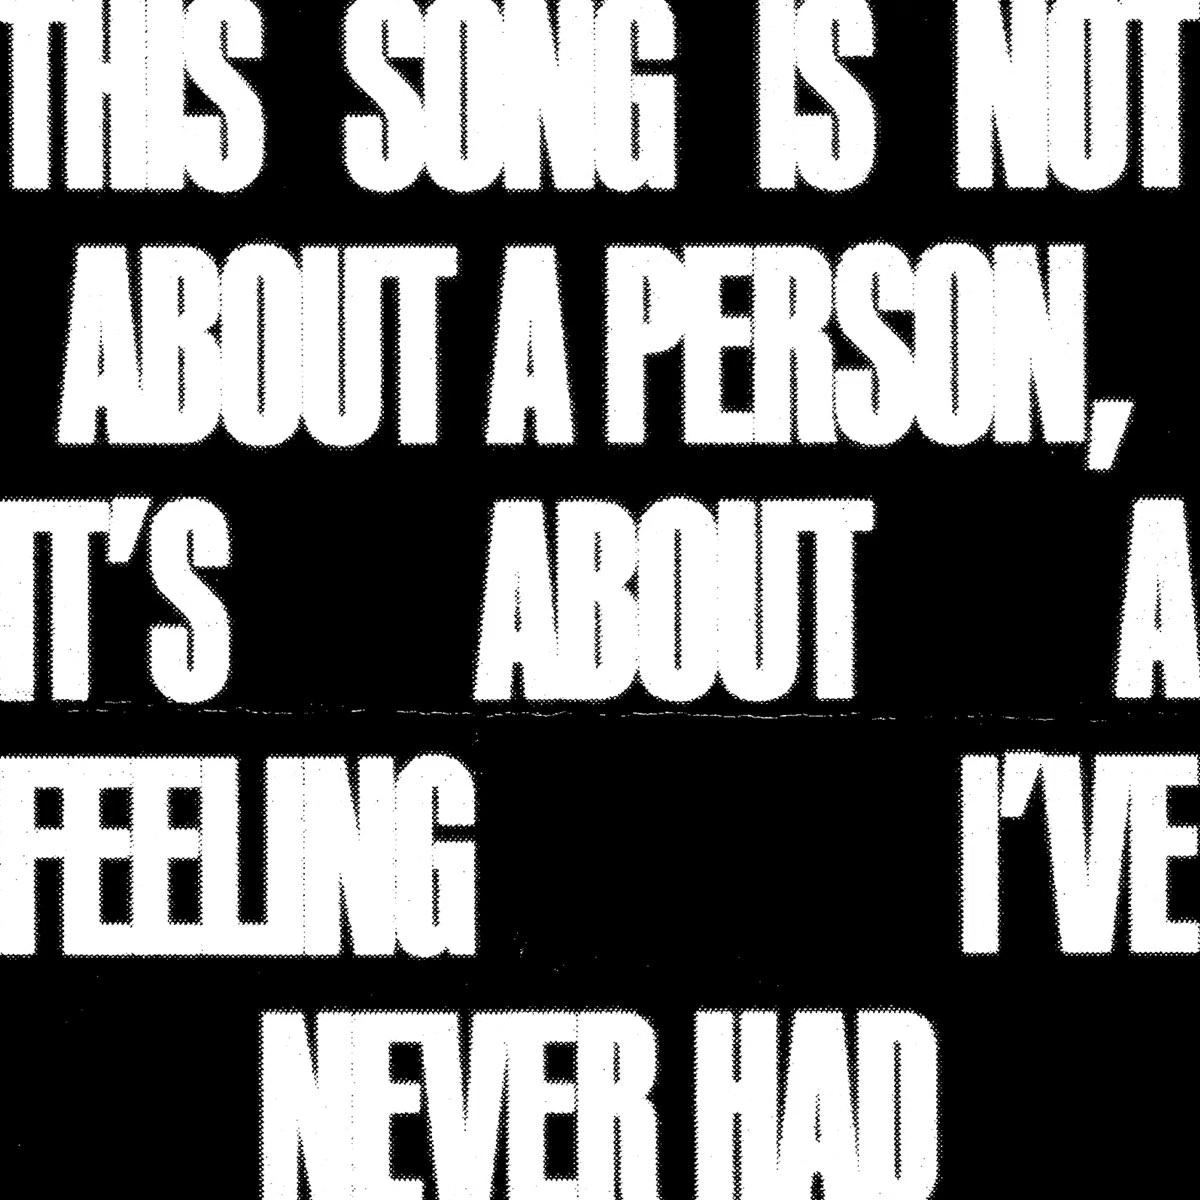 THIS SONG IS NOT
ABOUT A PERSON,
IT'S ABOUT A
FEELING I'VE
NEVER HAD